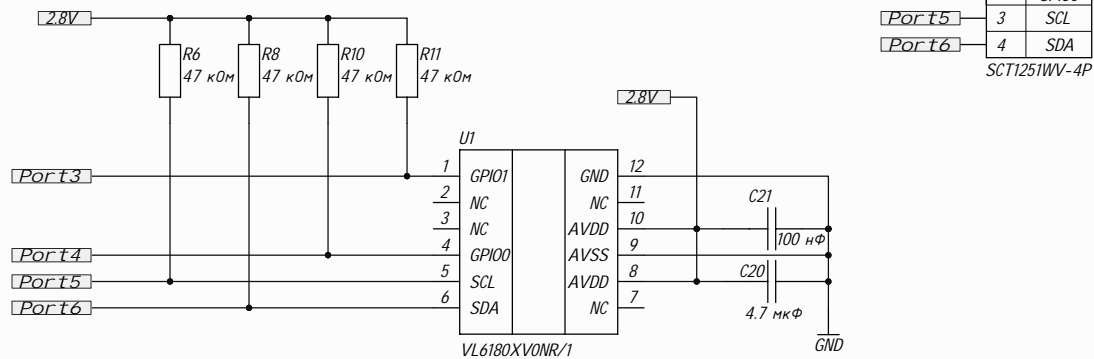 2.8V
R6
47 кОм
R8
47 кОм
R10
47 кОм
R11
47 кОм
Port5
3
SCL
Port6
4
SDA
SCT1251WV-4P
2.8V
U1
Port3
1
GPIO1
GND
12
2
NC
NC
11
3
NC
AVDD
10
C21
100 нФ
Port4
4
GPIO0
AVSS
9
Port5
5
SCL
AVDD
8
C20
4.7 мкФ
Port6
6
SDA
NC
7
GND
VL6180XV0NR/1